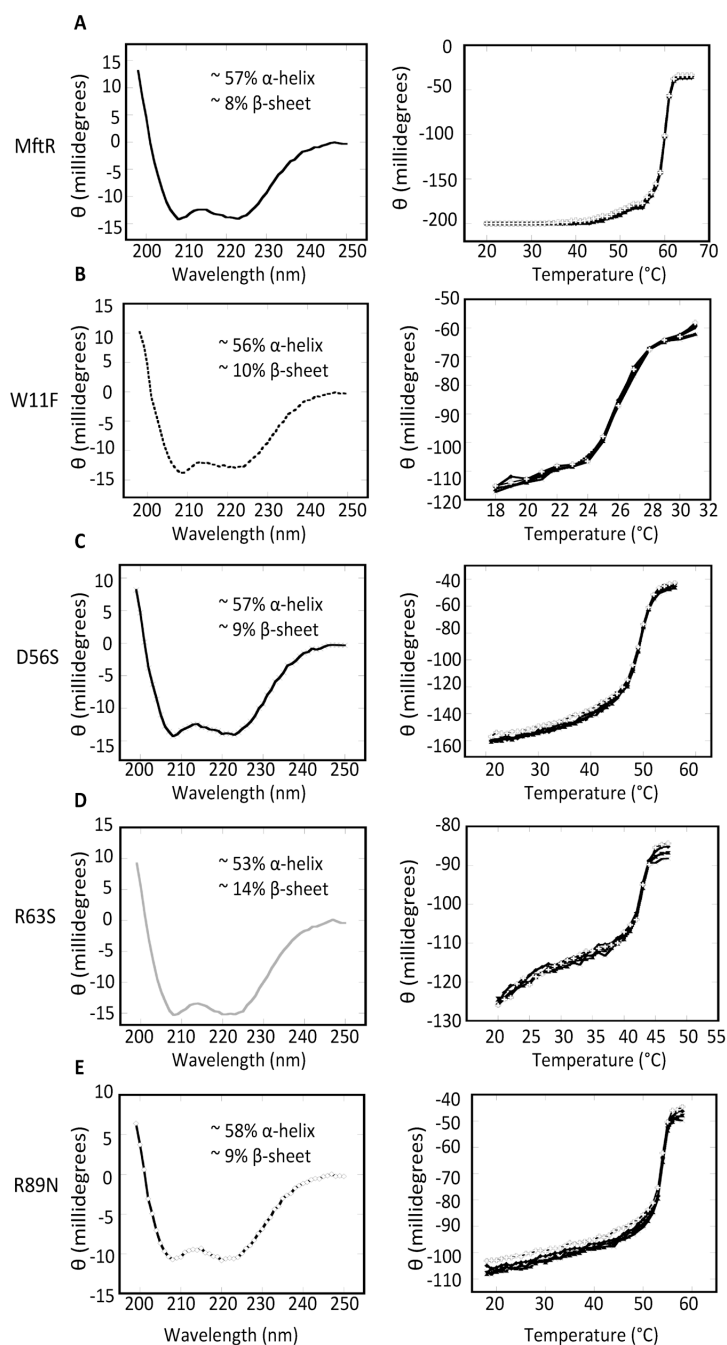 A
MftR
θ (millidegrees)
15
10
5
0
-5
-10
-15
~ 57% α-helix
~ 8% β-sheet
200 210 220 230 240 250
Wavelength (nm)
θ (millidegrees)
0
-50
-100
-150
-200
10 20 30 40 50 60 70
Temperature (°C)
B
W11F
θ (millidegrees)
15
10
5
0
-5
-10
-15
~ 56% α-helix
~ 10% β-sheet
200 210 220 230 240 250
Wavelength (nm)
θ (millidegrees)
-50
-60
-70
-80
-90
-100
-110
-120
18 20 22 24 26 28 30 32
Temperature (°C)
C
D56S
θ (millidegrees)
10
5
0
-5
-10
-15
~ 57% α-helix
~ 9% β-sheet
200 210 220 230 240 250
Wavelength (nm)
θ (millidegrees)
-40
-60
-80
-100
-120
-140
-160
20 30 40 50 60
Temperature (°C)
D
R63S
θ (millidegrees)
15
10
5
0
-5
-10
-15
~ 53% α-helix
~ 14% β-sheet
200 210 220 230 240 250
Wavelength (nm)
θ (millidegrees)
-80
-90
-100
-110
-120
-130
20 25 30 35 40 45 55
Temperature (°C)
E
R89N
θ (millidegrees)
10
5
0
-5
-10
-15
~ 58% α-helix
~ 9% β-sheet
200 210 220 230 240 250
Wavelength (nm)
θ (millidegrees)
-40
-50
-60
-70
-80
-90
-100
-110
20 30 40 50 60
Temperature (°C)